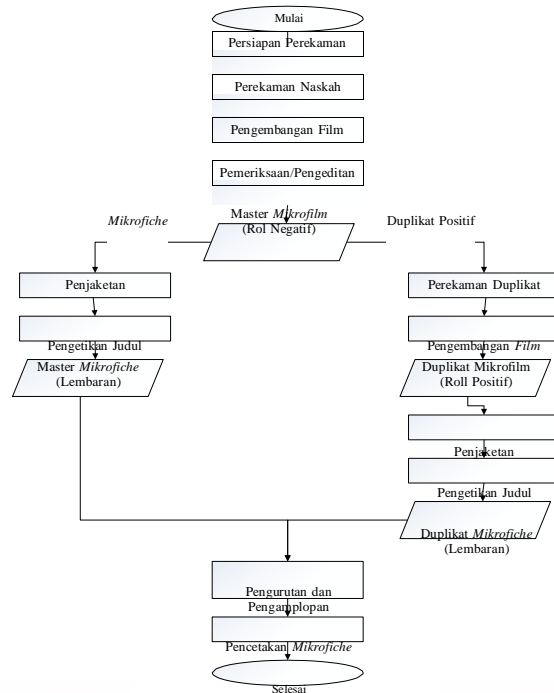 Mulai
Persiapan Perekaman
Perekaman Naskah
Pengembangan Film
Pemeriksaan/Pengeditan
Master Mikrofilm
(Rol Negatif)
Mikrofiche
Penjaketan
Pengetikan Judul
Master Mikrofiche
(Lembaran)
Duplikat Positif
Perekaman Duplikat
Pengembangan Film
Duplikat Mikrofilm
(Roll Positif)
Penjaketan
Pengetikan Judul
Duplikat Mikrofiche
(Lembaran)
Pengurutan dan
Pengamplopan
Pencetakan Mikrofiche
Selesai